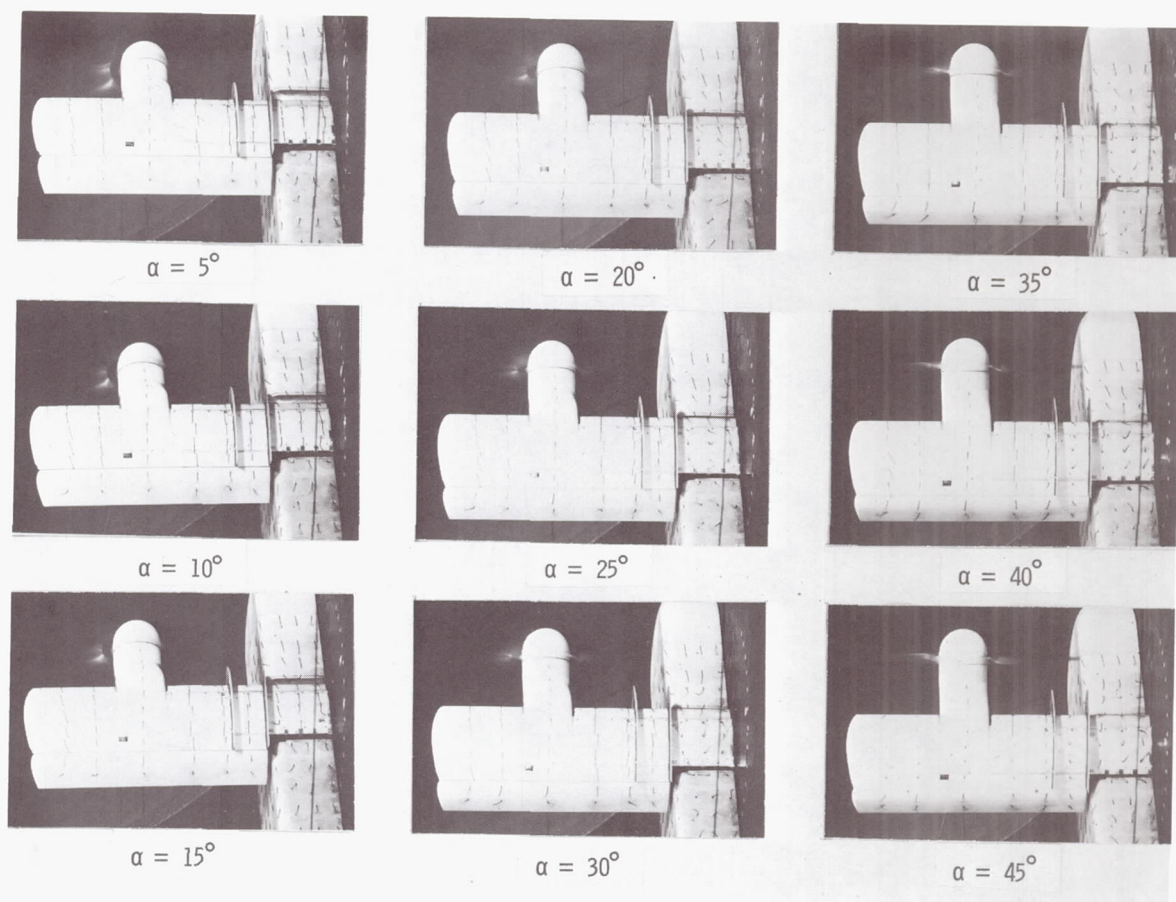 α = 5°
α = 20°
α = 35°
α = 10°
α = 25°
α = 40°
α = 15°
α = 30°
α = 45°